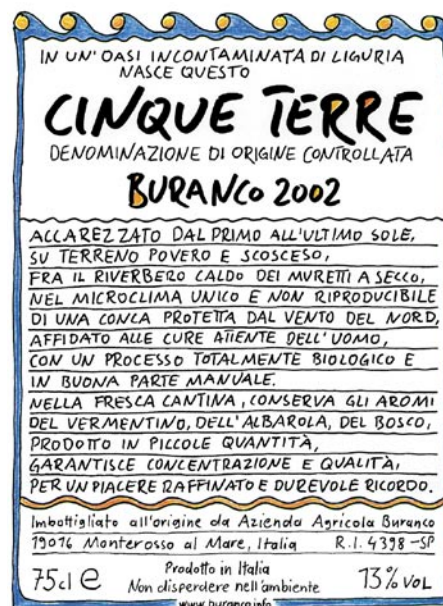 IN UN'OASI INCONTAMINATA DI LIGURIA
NASCE QUESTO
CINQUE TERRE
DENOMINAZIONE DI ORIGINE CONTROLLATA
BURANCO 2002
ACCAREZZATO DAL PRIMO ALL'ULTIMO SOLE,
SU TERRENO POVERO E SCOSCESO,
FRA IL RIVERBERO CALDO DEI MURETTI A SECCO,
NEL MICROCLIMA UNICO E NON RIPRODUCIBILE
DI UNA CONCA PROTETTA DAL VENTO DEL NORD,
AFFIDATO ALLE CURE ATTENTE DELL'UOMO,
CON UN PROCESSO TOTALMENTE BIOLOGICO E
IN BUONA PARTE MANUALE.
NELLA FRESCA CANTINA, CONSERVA GLI AROMI
DEL VERMENTINO, DELL'ALBAROLA, DEL BOSCO,
PRODOTTO IN PICCOLE QUANTITÀ,
GARANTISCE CONCENTRAZIONE E QUALITÀ,
PER UN PIACERE RAFFINATO E DUREVOLE RICORDO.
Imbottigliato all'origine da Azienda Agricola Buranco
19016 Monterosso al Mare, Italia R.I. 4398-SP
75cl e Prodotto in Italia 13% VOL
Non disperdere nell'ambiente
www.buranco.info